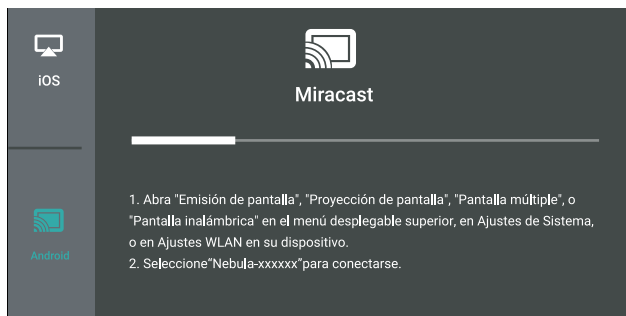 iOS
Android
Miracast
1. Abra "Emisión de pantalla", "Proyección de pantalla", "Pantalla múltiple", o
"Pantalla inalámbrica" en el menú desplegable superior, en Ajustes de Sistema,
o en Ajustes WLAN en su dispositivo.
2. Seleccione“Nebula-xxxxxx”para conectarse.